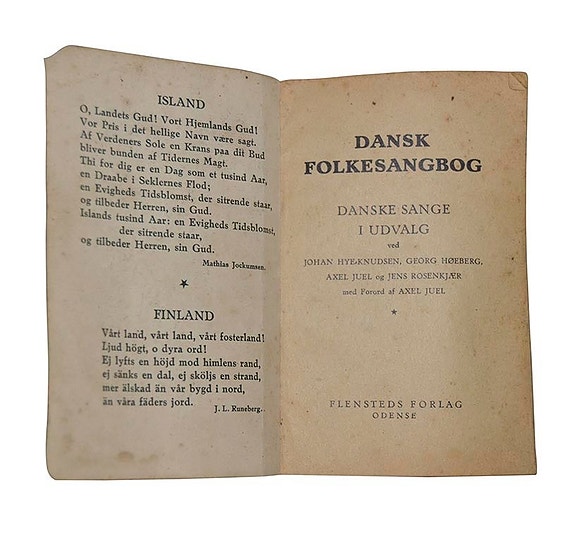 ISLAND
O, Landets Gud! Vort Hjemlands Gud!
Vor Pris i det hellige Navn være sagt.
Af Verdeners Sole en Krans paa dit Bud
bliver bunden af Tidernes Magt.
Thi for dig er en Dag som et tusind Aar,
en Draabe i Seklernes Flod;
en Evigheds Tidsblomst, der sitrende staar,
og tilbeder Herren, sin Gud.
Islands tusind Aar: en Evigheds Tidsblomst,
der sitrende staar,
og tilbeder Herren, sin Gud.
Mathias Jockumsen.
★
FINLAND
Vårt land, vårt land, vårt fosterland!
Ljud högt, o dyra ord!
Ej lyfts en höjd mod himlens rand,
ej sänks en dal, ej sköljs en strand,
mer älskad än vår bygd i nord,
än våra fäders jord.
J. L. Runeberg.
DANSK
FOLKESANGBOG
DANSKE SANGE
I UDVALG
ved
JOHAN HYE-KNUDSEN, GEORG HØEBERG,
AXEL JUEL og JENS ROSENKJÆR
med Forord af AXEL JUEL
★
FLENSTEDS FORLAG
ODENSE